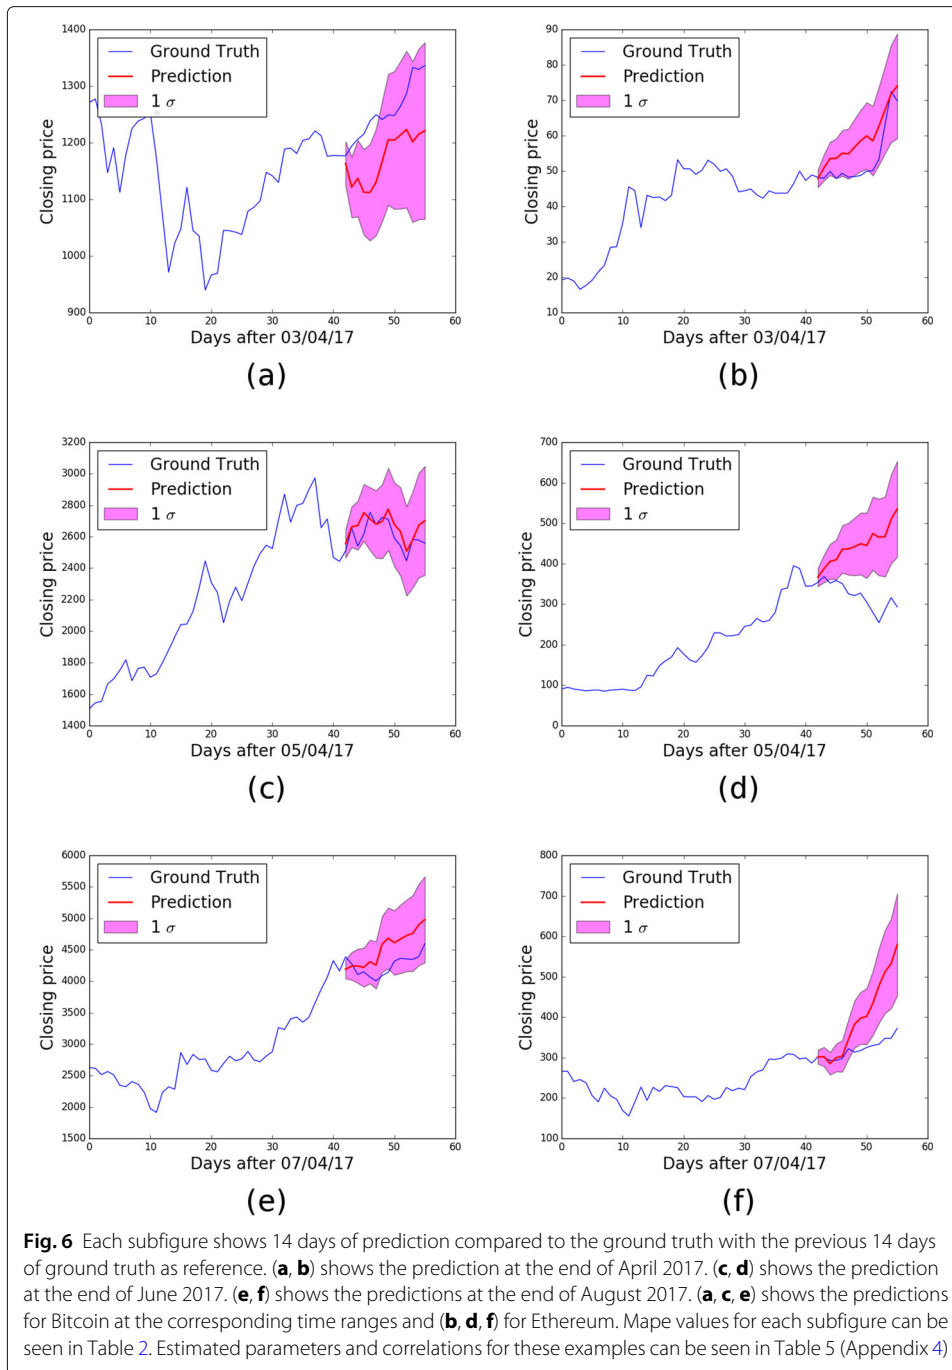 1400
1300
1200
1100
1000
900
Closing price
Ground Truth
Prediction
1 σ
0 10 20 30 40 50 60
Days after 03/04/17
(a)
90
80
70
60
50
40
30
20
10
Closing price
Ground Truth
Prediction
1 σ
0 10 20 30 40 50 60
Days after 03/04/17
(b)
3200
3000
2800
2600
2400
2200
2000
1800
1600
1400
Closing price
Ground Truth
Prediction
1 σ
0 10 20 30 40 50 60
Days after 05/04/17
(c)
700
600
500
400
300
200
100
0
Closing price
Ground Truth
Prediction
1 σ
0 10 20 30 40 50 60
Days after 05/04/17
(d)
6000
5500
5000
4500
4000
3500
3000
2500
2000
1500
Closing price
Ground Truth
Prediction
1 σ
0 10 20 30 40 50 60
Days after 07/04/17
(e)
800
700
600
500
400
300
200
100
Closing price
Ground Truth
Prediction
1 σ
0 10 20 30 40 50 60
Days after 07/04/17
(f)
Fig. 6 Each subfigure shows 14 days of prediction compared to the ground truth with the previous 14 days
of ground truth as reference. (a, b) shows the prediction at the end of April 2017. (c, d) shows the prediction
at the end of June 2017. (e, f) shows the predictions at the end of August 2017. (a, c, e) shows the predictions
for Bitcoin at the corresponding time ranges and (b, d, f) for Ethereum. Mape values for each subfigure can be
seen in Table 2. Estimated parameters and correlations for these examples can be seen in Table 5 (Appendix 4)